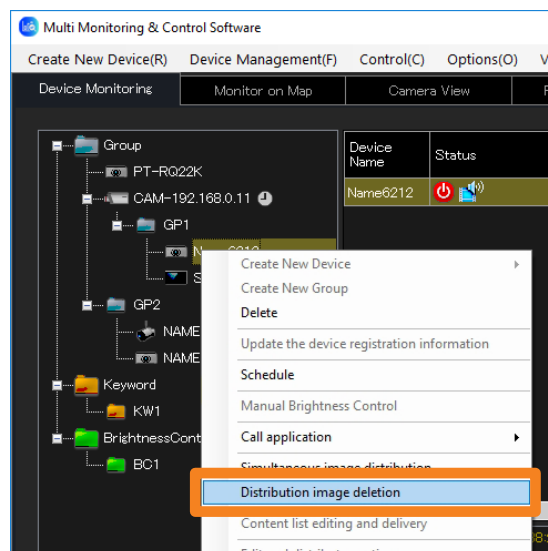 Multi Monitoring & Control Software
Create New Device(R) Device Management(F) Control(C) Options(O) V
Device Monitoring Monitor on Map Camera View
Group
PT-RQ22K
CAM-192.168.0.11
GP1
GP2
NAME
NAME
Keyword
KW1
BrightnessCont
BC1
Device
Name
Status
Name6212
Create New Device
Create New Group
Delete
Update the device registration information
Schedule
Manual Brightness Control
Call application
Simultaneous image distribution
Distribution image deletion
Content list editing and delivery